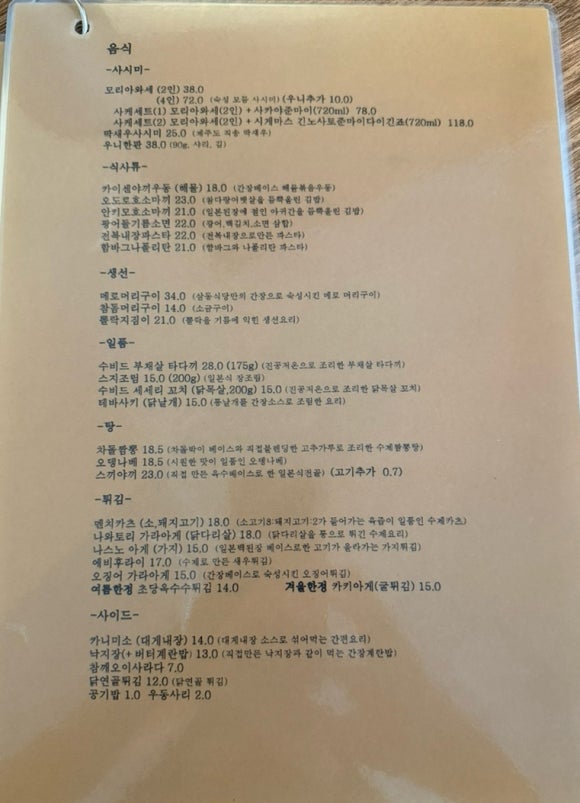 음식
-사시미-
모리아와세 (2인) 38.0
(4인) 72.0 (숙성 모듬 사시미) (우니추가 10.0)
사케세트(1) 모리아와세(2인) + 사카야준마이(720ml) 78.0
사케세트(2) 모리아와세(2인) + 시게마스 긴노사토준마이다이긴죠(720ml) 118.0
딱새우사시미 25.0 (제주도 직송 딱새우)
우니한판 38.0 (90g, 샤리, 김)
-식사류-
카이센야끼우동 (해물) 18.0 (간장베이스 해물볶음우동)
오도로호소마끼 23.0 (참다랑어뱃살을 듬뿍올린 김밥)
안키모호소마끼 21.0 (일본된장에 절인 아귀간을 듬뿍올린 김밥)
광어들기름소면 22.0 (광어,백김치,소면 삼합)
전복내장파스타 22.0 (전복내장으로만든 파스타)
함바그나폴리탄 21.0 (함바그와 나폴리탄 파스타)
-생선-
메로머리구이 34.0 (삼동식당만의 간장으로 숙성시킨 메로 머리구이)
참돔머리구이 14.0 (소금구이)
뽈락지짐이 21.0 (뽈락을 기름에 익힌 생선요리)
-일품-
수비드 부채살 타다끼 28.0 (175g) (진공저온으로 조리한 부채살 타다끼)
스지조림 15.0 (200g) (일본식 장조림)
수비드 세세리 꼬치 (닭목살,200g) 15.0 (진공저온으로 조리한 닭목살 꼬치)
테바사키 (닭날개) 15.0 (통날개를 간장소스로 조림한 요리)
-탕-
차돌짬뽕 18.5 (차돌박이 베이스와 직접블렌딩한 고추가루로 조리한 수제짬뽕탕)
오뎅나베 18.5 (시원한 맛이 일품인 오뎅나베)
스끼야끼 23.0 (직접 만든 육수베이스로 한 일본식전골) (고기추가 0.7)
-튀김-
멘치카츠 (소,돼지고기) 18.0 (소고기8:돼지고기:2가 들어가는 육즙이 일품인 수제카츠)
나와토리 가라아게 (닭다리살) 18.0 (닭다리살을 통으로 튀긴 수제요리)
나스노 아게 (가지) 15.0 (일본백된장 베이스로한 고기가 올라가는 가지튀김)
에비후라이 17.0 (수제로 만든 새우튀김)
오징어 가라아게 15.0 (간장베이스로 숙성시킨 오징어튀김)
여름한정 초당옥수수튀김 14.0 겨울한정 카키아게(굴튀김) 15.0
-사이드-
카니미소 (대게내장) 14.0 (대게내장 소스로 섞어먹는 간편요리)
낙지장(+ 버터계란밥) 13.0 (직접만든 낙지장과 같이 먹는 간장계란밥)
참깨오이사라다 7.0
닭연골튀김 12.0 (닭연골 튀김)
공기밥 1.0 우동사리 2.0